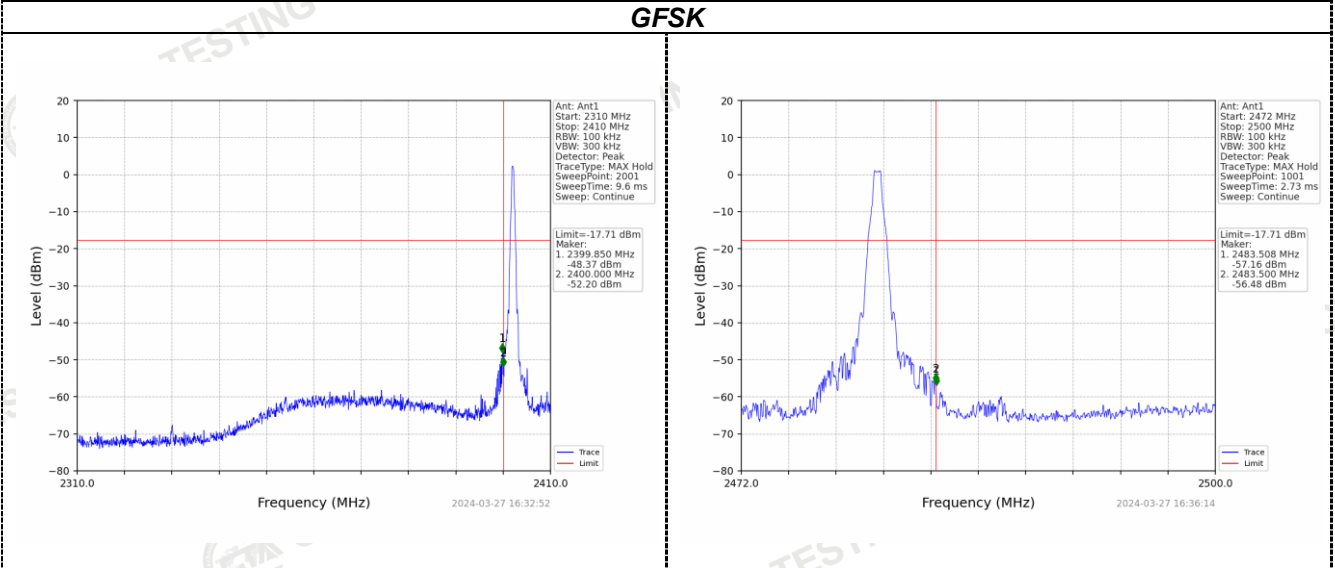 GFSK
TESTING
20
10
0
−10
−20
−30
−40
−50
−60
−70
−80
Level (dBm)
2310.0
2410.0
Frequency (MHz)
2024-03-27 16:32:52
1
2
Ant: Ant1
Start: 2310 MHz
Stop: 2410 MHz
RBW: 100 kHz
VBW: 300 kHz
Detector: Peak
TraceType: MAX Hold
SweepPoint: 2001
SweepTime: 9.6 ms
Sweep: Continue
Limit=-17.71 dBm
Maker:
1. 2399.850 MHz
-48.37 dBm
2. 2400.000 MHz
-52.20 dBm
Trace
Limit
20
10
0
−10
−20
−30
−40
−50
−60
−70
−80
Level (dBm)
2472.0
2500.0
Frequency (MHz)
2024-03-27 16:36:14
2
Ant: Ant1
Start: 2472 MHz
Stop: 2500 MHz
RBW: 100 kHz
VBW: 300 kHz
Detector: Peak
TraceType: MAX Hold
SweepPoint: 1001
SweepTime: 2.73 ms
Sweep: Continue
Limit=-17.71 dBm
Maker:
1. 2483.508 MHz
-57.16 dBm
2. 2483.500 MHz
-56.48 dBm
Trace
Limit